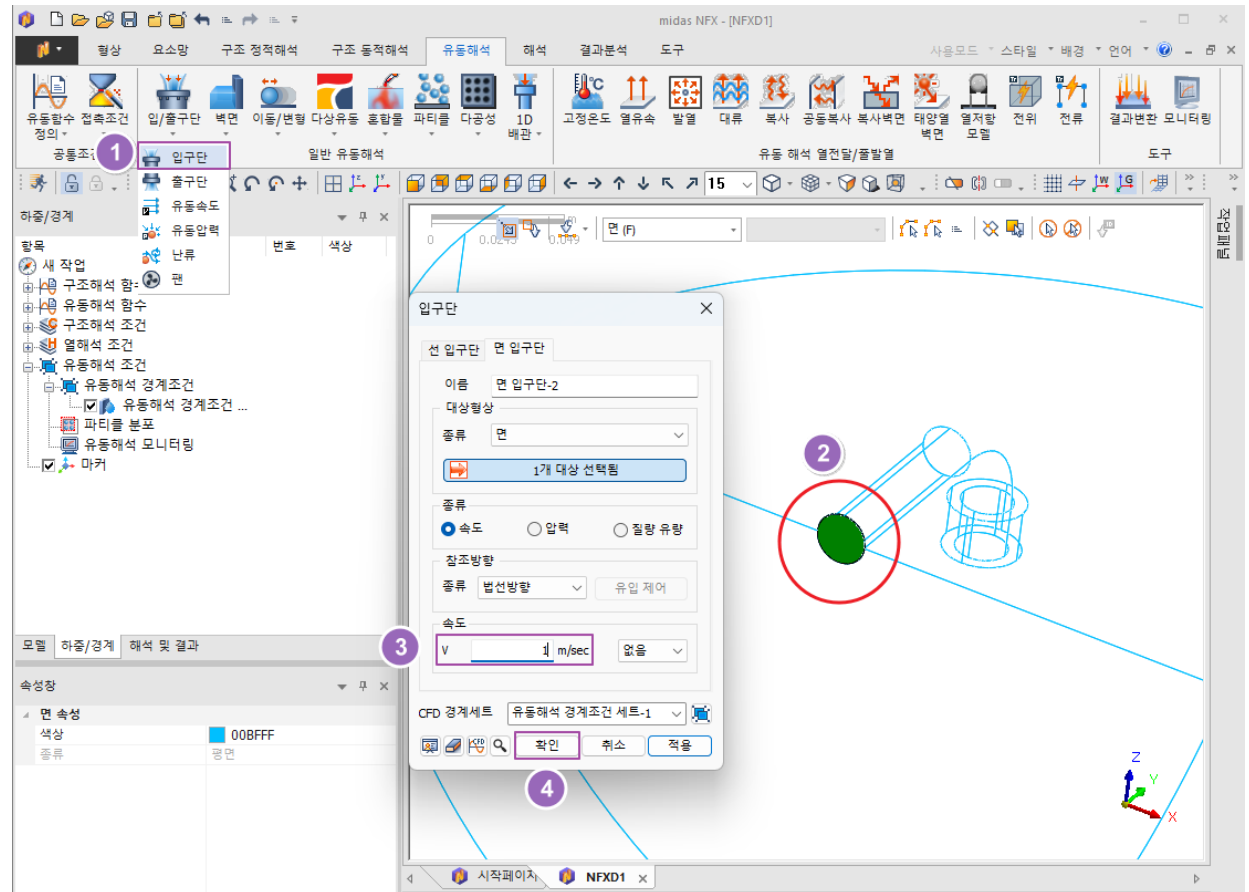 midas NFX - [NFXD1]
형상 요소망 구조 정적해석 구조 동적해석 유동해석 해석 결과분석 도구 사용모드 스타일 배경 언어
유동함수 정의 접촉조건 입/출구단 벽면 이동/변형 다상유동 혼합물 파티클 다공성 1D 배관 고정온도 열유속 발열 대류 복사 공동복사 복사벽면 태양열 벽면 열저항 모델 전위 전류 결과변환 모니터링
일반 유동해석 유동 해석 열전달/줄발열 도구
1
입구단
출구단
유동속도
유동압력
난류
팬
15
하중/경계
항목 번호 색상
새 작업
구조해석 함수
유동해석 함수
구조해석 조건
열해석 조건
유동해석 조건
유동해석 경계조건
유동해석 경계조건 ...
파티클 분포
유동해석 모니터링
마커
모델 하중/경계 해석 및 결과
속성창
면 속성
색상 00BFFF
종류 평면
0 0.0245 0.049 m
면 (F)
작업패널
입구단
선 입구단 면 입구단
이름 면 입구단-2
대상형상
종류 면
1개 대상 선택됨
종류
속도 압력 질량 유량
참조방향
종류 법선방향 유입 제어
속도
3
V 1 m/sec 없음
CFD 경계세트 유동해석 경계조건 세트-1
확인 취소 적용
4
2
Z
Y
X
시작페이지 NFXD1